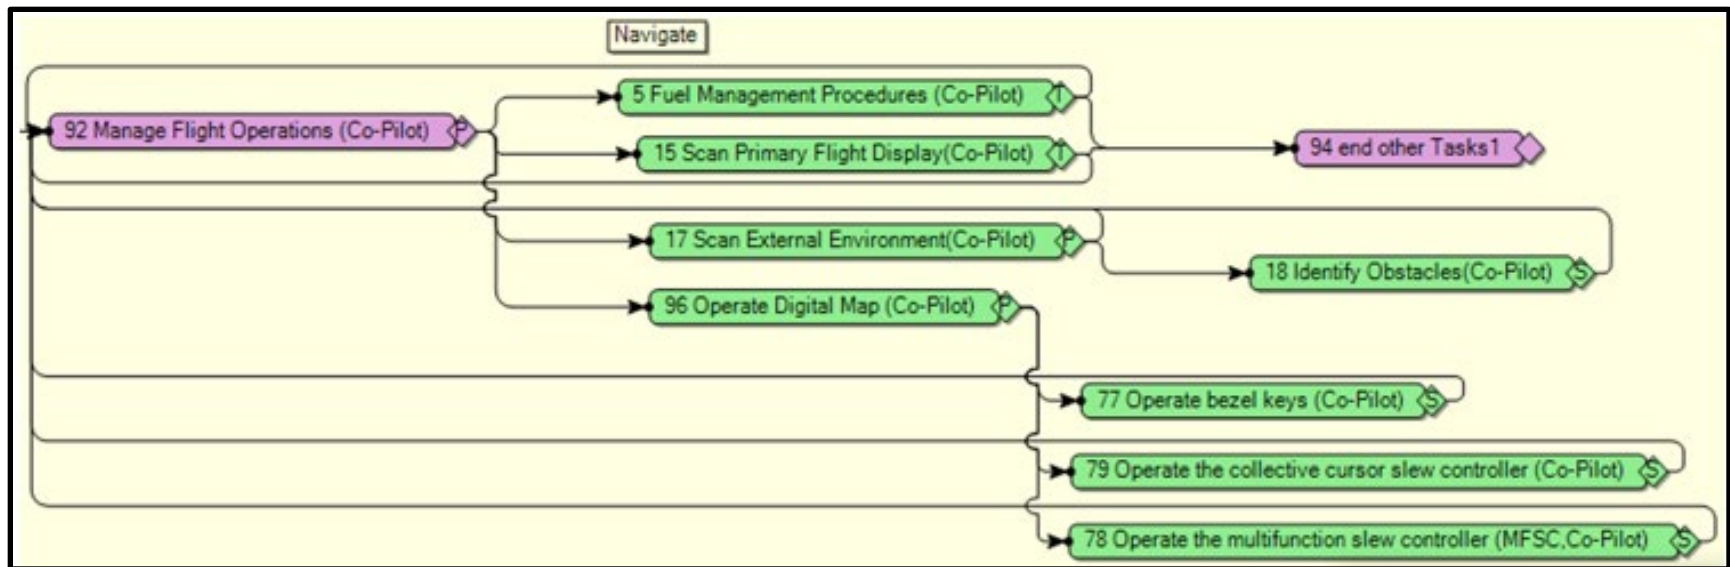 Navigate
5 Fuel Management Procedures (Co-Pilot) T
92 Manage Flight Operations (Co-Pilot) P
15 Scan Primary Flight Display(Co-Pilot) T
94 end other Tasks1
17 Scan External Environment(Co-Pilot) P
18 Identify Obstacles(Co-Pilot) S
96 Operate Digital Map (Co-Pilot) P
77 Operate bezel keys (Co-Pilot) S
79 Operate the collective cursor slew controller (Co-Pilot) S
78 Operate the multifunction slew controller (MFSC,Co-Pilot) S